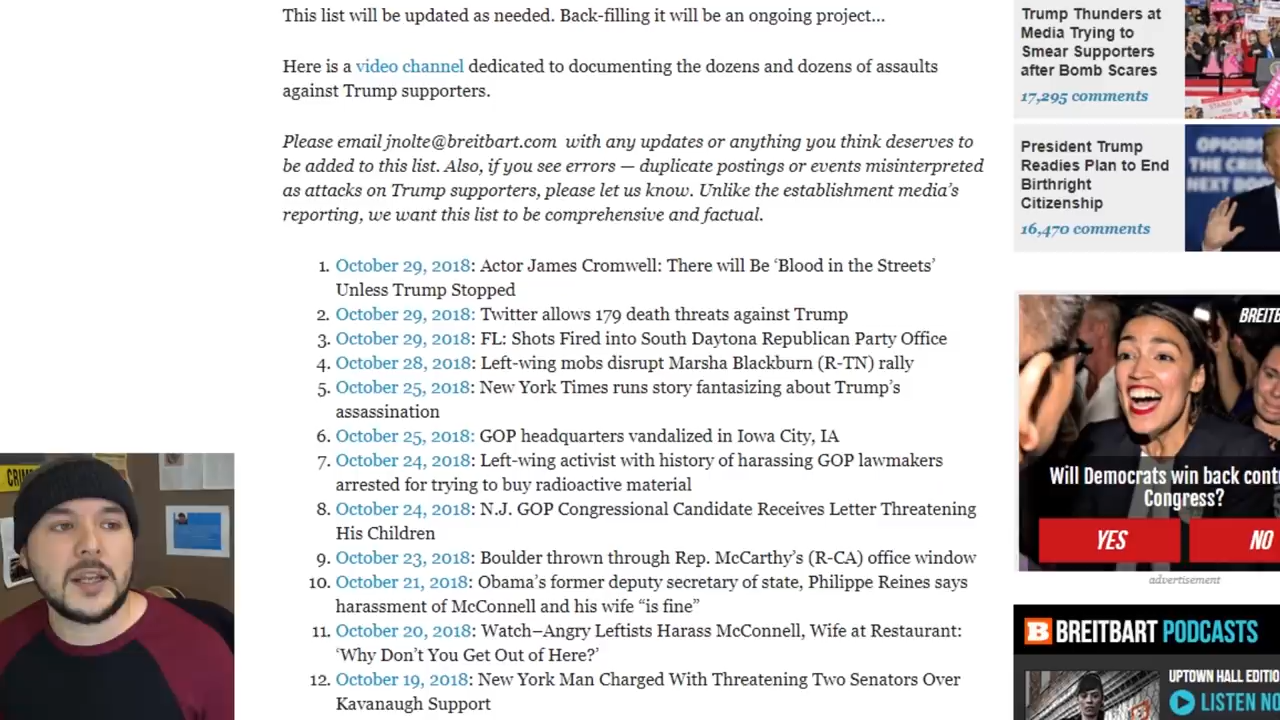 This list will be updated as needed. Back-filling it will be an ongoing project…
Here is a video channel dedicated to documenting the dozens and dozens of assaults
against Trump supporters.
Please email jnolte@breitbart.com with any updates or anything you think deserves to
be added to this list. Also, if you see errors — duplicate postings or events misinterpreted
as attacks on Trump supporters, please let us know. Unlike the establishment media's
reporting, we want this list to be comprehensive and factual.
1. October 29, 2018: Actor James Cromwell: There will Be 'Blood in the Streets'
Unless Trump Stopped
2. October 29, 2018: Twitter allows 179 death threats against Trump
3. October 29, 2018: FL: Shots Fired into South Daytona Republican Party Office
4. October 28, 2018: Left-wing mobs disrupt Marsha Blackburn (R-TN) rally
5. October 25, 2018: New York Times runs story fantasizing about Trump's
assassination
6. October 25, 2018: GOP headquarters vandalized in Iowa City, IA
7. October 24, 2018: Left-wing activist with history of harassing GOP lawmakers
arrested for trying to buy radioactive material
8. October 24, 2018: N.J. GOP Congressional Candidate Receives Letter Threatening
His Children
9. October 23, 2018: Boulder thrown through Rep. McCarthy's (R-CA) office window
10. October 21, 2018: Obama's former deputy secretary of state, Philippe Reines says
harassment of McConnell and his wife "is fine"
11. October 20, 2018: Watch–Angry Leftists Harass McConnell, Wife at Restaurant:
'Why Don't You Get Out of Here?'
12. October 19, 2018: New York Man Charged With Threatening Two Senators Over
Kavanaugh Support
Trump Thunders at
Media Trying to
Smear Supporters
after Bomb Scares
17,295 comments
President Trump
Readies Plan to End
Birthright
Citizenship
16,470 comments
OPIOIDS
THE CRIS
NEXT DO
BREITB
Will Democrats win back cont
Congress?
YES
NO
advertisement
B BREITBART PODCASTS
UPTOWN HALL EDITIO
LISTEN NO
CRIM